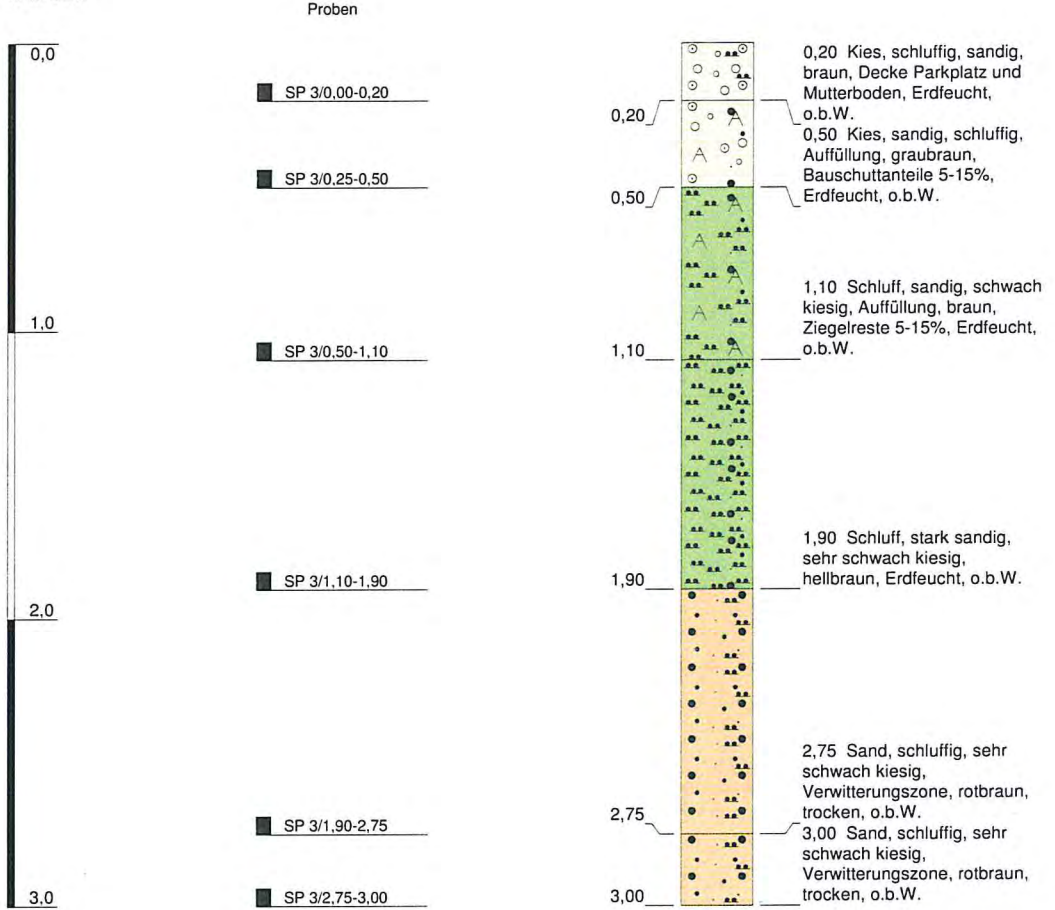 Proben
0,0
0,20 Kies, schluffig, sandig,
braun, Decke Parkplatz und
Mutterboden, Erdfeucht,
o.b.W.
SP 3/0,00-0,20
0,20
0,50 Kies, sandig, schluffig,
Auffüllung, graubraun,
Bauschuttanteile 5-15%,
Erdfeucht, o.b.W.
A
A
SP 3/0,25-0,50
0,50
A
A
A
A
A
1,10 Schluff, sandig, schwach
kiesig, Auffüllung, braun,
Ziegelreste 5-15%, Erdfeucht,
o.b.W.
1,0
SP 3/0,50-1,10
1,10
1,90 Schluff, stark sandig,
sehr schwach kiesig,
hellbraun, Erdfeucht, o.b.W.
SP 3/1,10-1,90
1,90
2,0
2,75 Sand, schluffig, sehr
schwach kiesig,
Verwitterungszone, rotbraun,
trocken, o.b.W.
SP 3/1,90-2,75
2,75
3,00 Sand, schluffig, sehr
schwach kiesig,
Verwitterungszone, rotbraun,
trocken, o.b.W.
3,0
SP 3/2,75-3,00
3,00